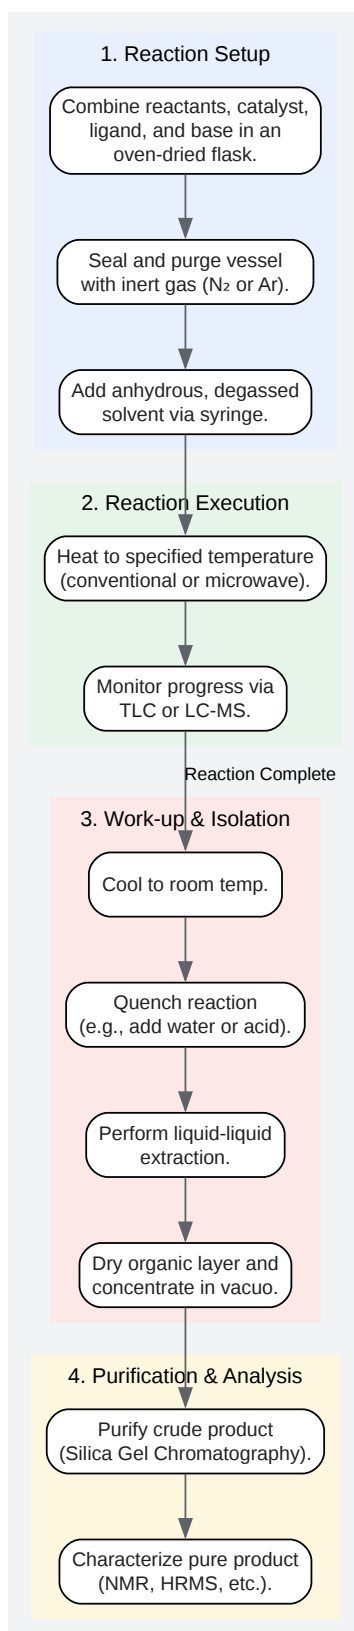 1. Reaction Setup
Combine reactants, catalyst,
ligand, and base in an
oven-dried flask.
Seal and purge vessel
with inert gas (N₂ or Ar).
Add anhydrous, degassed
solvent via syringe.
2. Reaction Execution
Heat to specified temperature
(conventional or microwave).
Monitor progress via
TLC or LC-MS.
Reaction Complete
3. Work-up & Isolation
Cool to room temp.
Quench reaction
(e.g., add water or acid).
Perform liquid-liquid
extraction.
Dry organic layer and
concentrate in vacuo.
4. Purification & Analysis
Purify crude product
(Silica Gel Chromatography).
Characterize pure product
(NMR, HRMS, etc.).